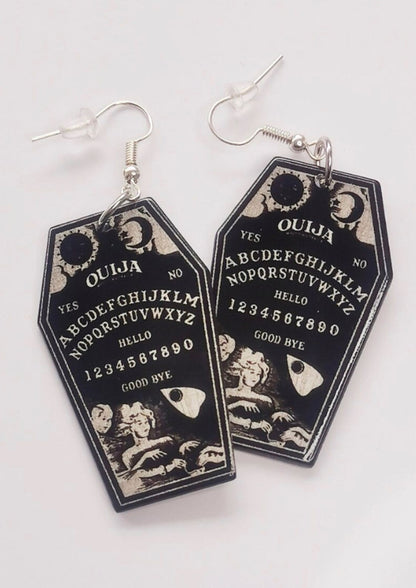 OUIJA
YES NO
ABCDEFGHIJKLM
NOPQRSTUVWXYZ
HELLO
1234567890
GOOD BYE
OUIJA
YES NO
ABCDEFGHIJKLM
NOPQRSTUVWXYZ
HELLO
1234567890
GOOD BYE